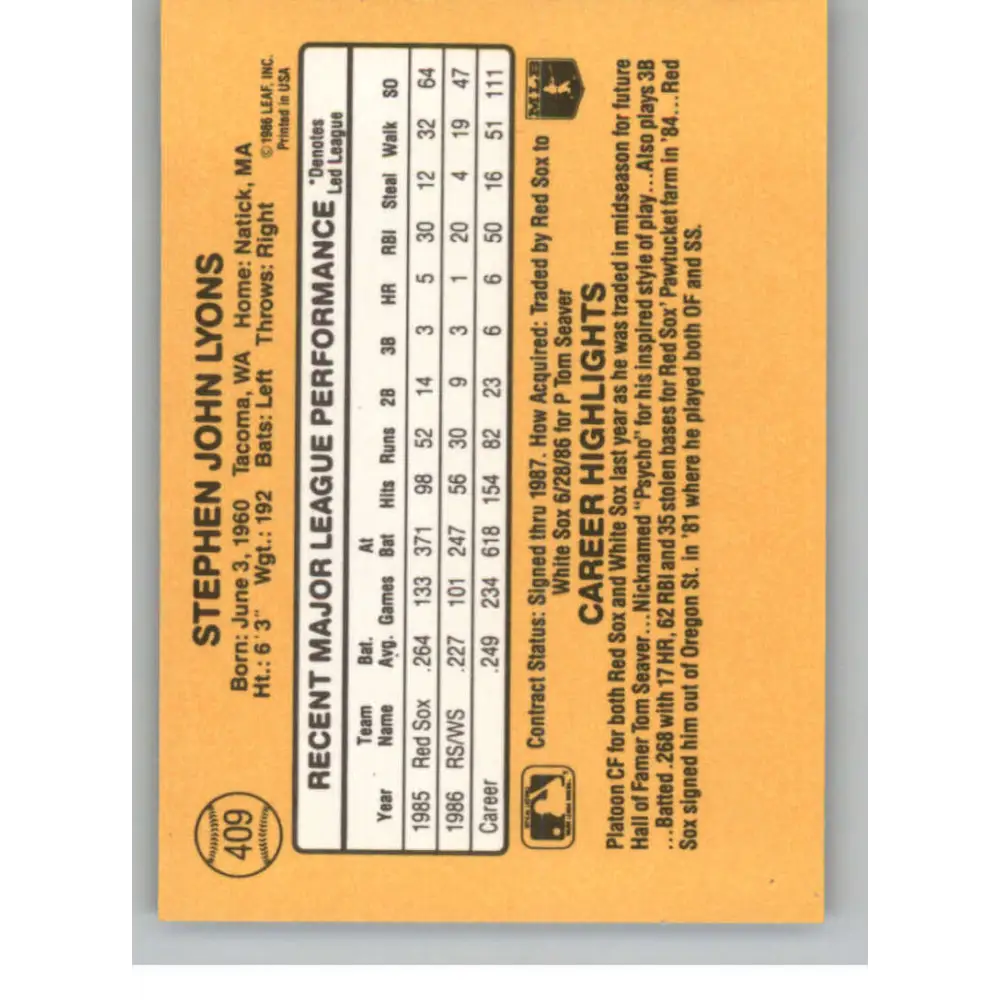 409
STEPHEN JOHN LYONS
Born: June 3, 1960 Tacoma, WA Home: Natick, MA
Ht.: 6'3" Wgt.: 192 Bats: Left Throws: Right
© 1986 LEAF, INC.
Printed in USA
RECENT MAJOR LEAGUE PERFORMANCE
*Denotes
Led League
Year Team Name Bat. Avg. Games At Bat Hits Runs 2B 3B HR RBI Steal Walk SO
1985 Red Sox .264 133 371 98 52 14 3 5 30 12 32 64
1986 RS/WS .227 101 247 56 30 9 3 1 20 4 19 47
Career .249 234 618 154 82 23 6 6 50 16 51 111
Contract Status: Signed thru 1987. How Acquired: Traded by Red Sox to
White Sox 6/28/86 for P Tom Seaver
MLB
CAREER HIGHLIGHTS
Platoon CF for both Red Sox and White Sox last year as he was traded in midseason for future
Hall of Famer Tom Seaver...Nicknamed "Psycho" for his inspired style of play...Also plays 3B
...Batted .268 with 17 HR, 62 RBI and 35 stolen bases for Red Sox' Pawtucket farm in '84...Red
Sox signed him out of Oregon St. in '81 where he played both OF and SS.